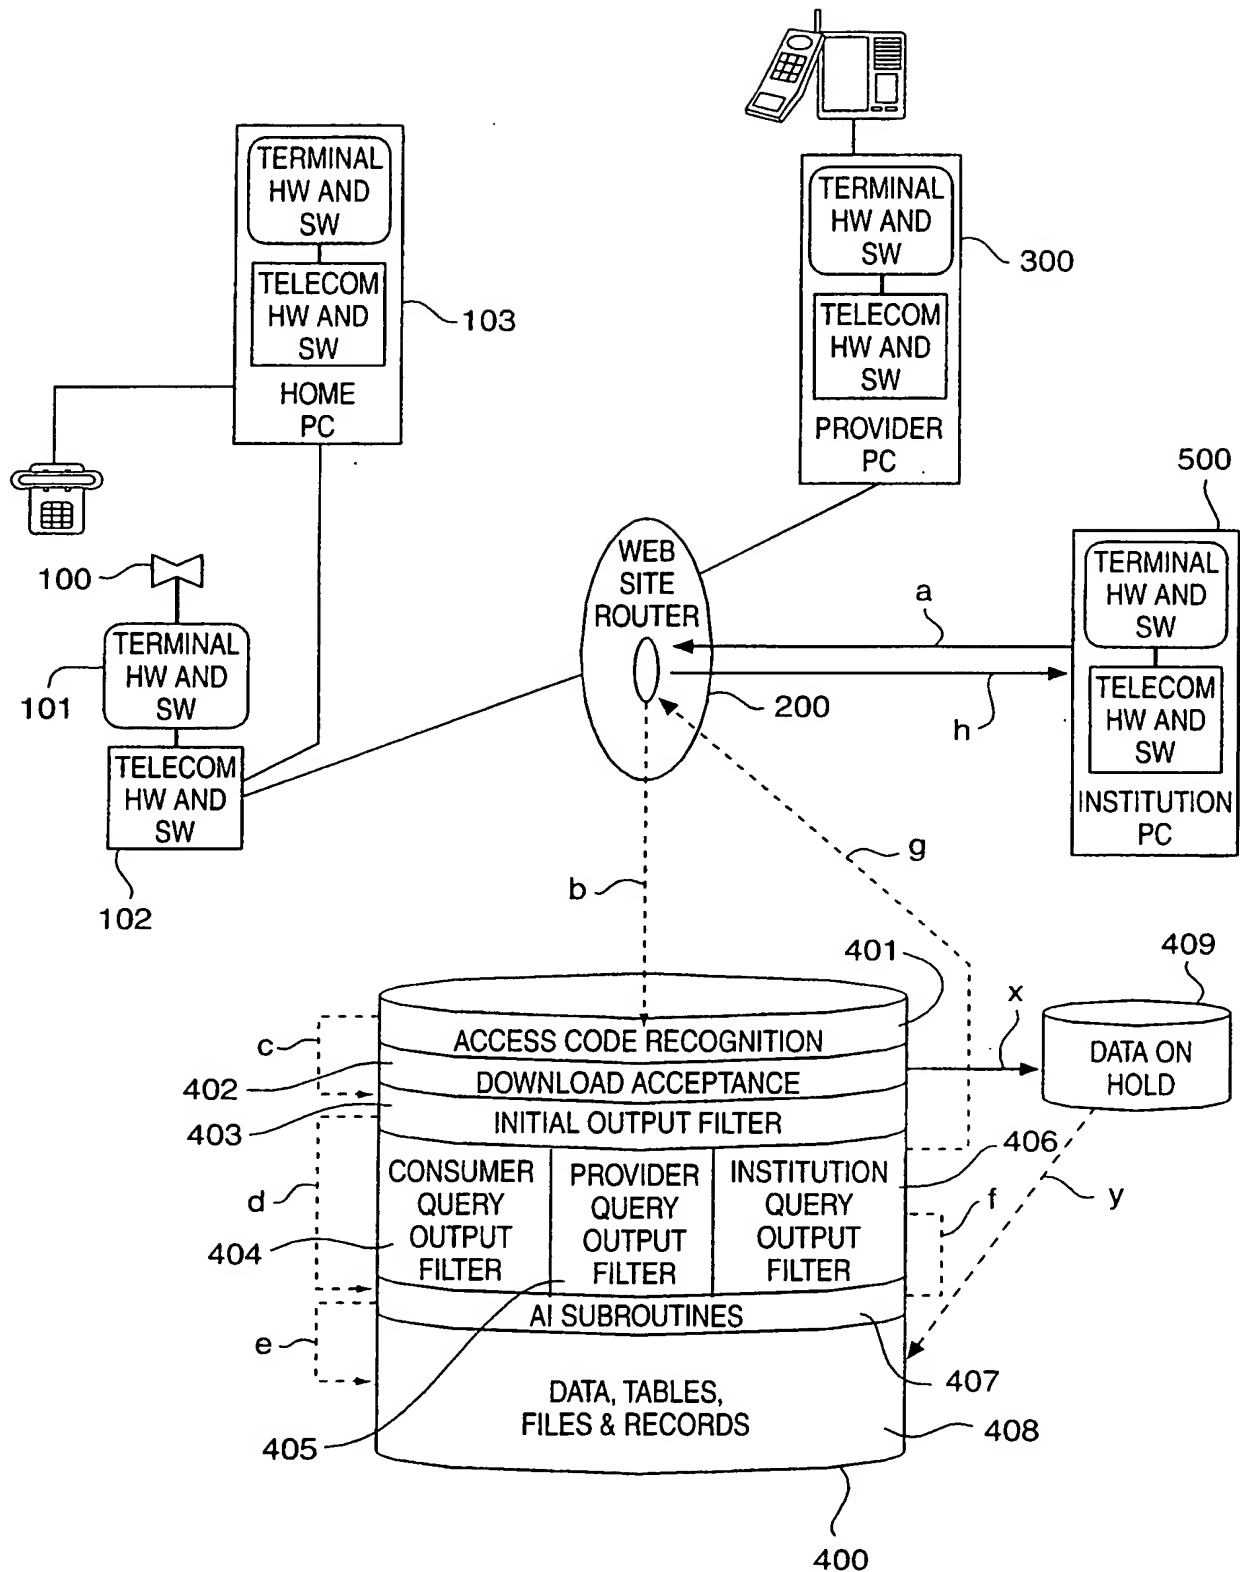 TERMINAL
HW AND
SW
TELECOM
HW AND
SW
HOME
PC
103
TERMINAL
HW AND
SW
TELECOM
HW AND
SW
PROVIDER
PC
300
500
TERMINAL
HW AND
SW
TELECOM
HW AND
SW
INSTITUTION
PC
100
TERMINAL
HW AND
SW
101
TELECOM
HW AND
SW
102
WEB
SITE
ROUTER
200
a
h
g
b
401
409
x
DATA ON
HOLD
y
c
ACCESS CODE RECOGNITION
402
DOWNLOAD ACCEPTANCE
403
INITIAL OUTPUT FILTER
406
d
CONSUMER
QUERY
OUTPUT
FILTER
404
PROVIDER
QUERY
OUTPUT
FILTER
INSTITUTION
QUERY
OUTPUT
FILTER
f
e
AI SUBROUTINES
407
DATA, TABLES,
FILES & RECORDS
405
408
400